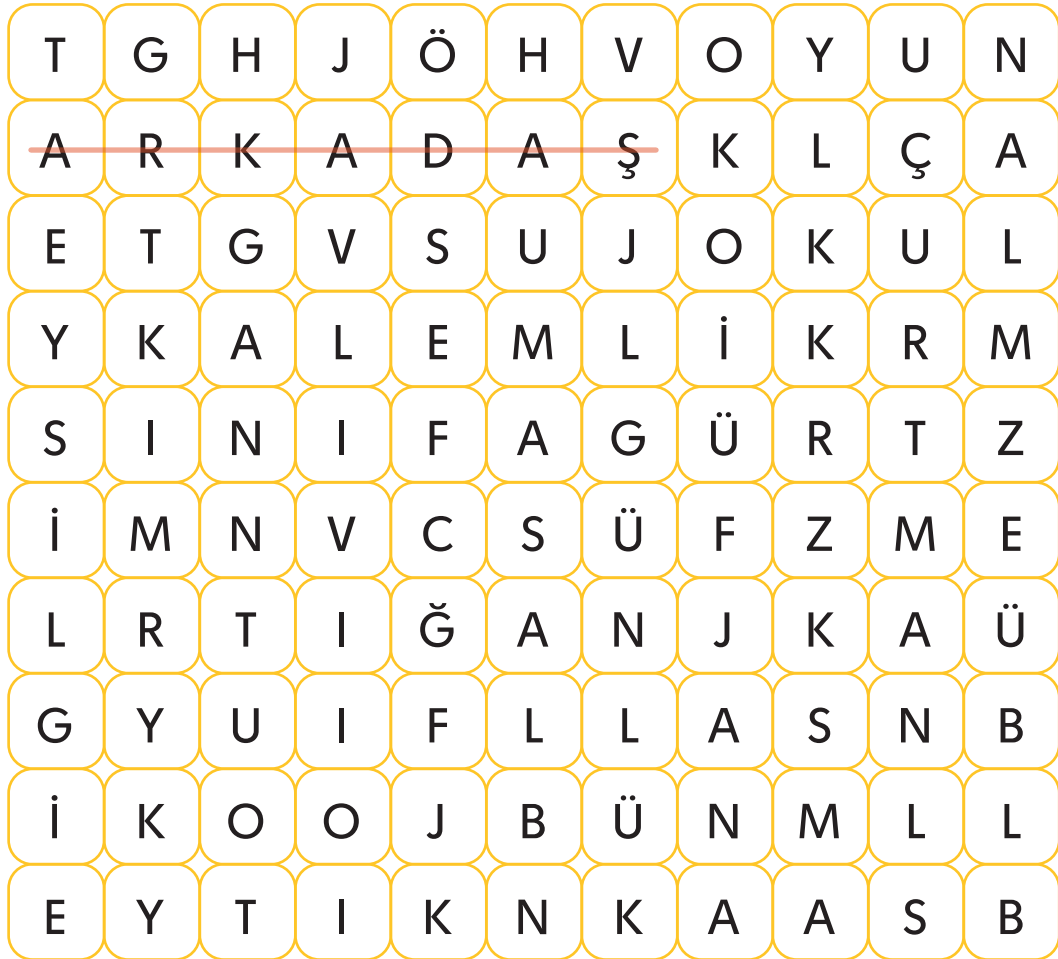 T G H J Ö H V O Y U N
A R K A D A Ş K L Ç A
E T G V S U J O K U L
Y K A L E M L İ K R M
S I N I F A G Ü R T Z
İ M N V C S Ü F Z M E
L R T I Ğ A N J K A Ü
G Y U I F L L A S N B
İ K O O J B Ü N M L L
E Y T I K N K A A S B